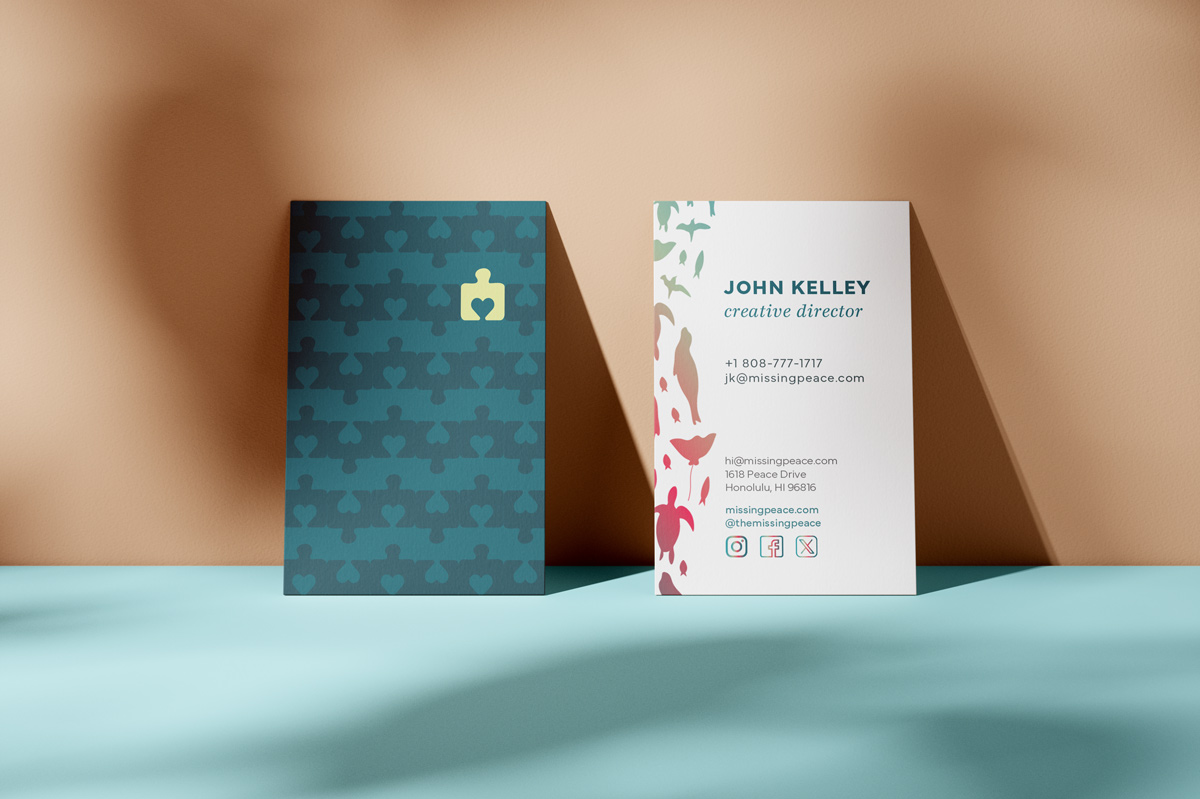 JOHN KELLEY
creative director
+1 808-777-1717
jk@missingpeace.com
hi@missingpeace.com
1618 Peace Drive
Honolulu, HI 96816
missingpeace.com
@themissingpeace